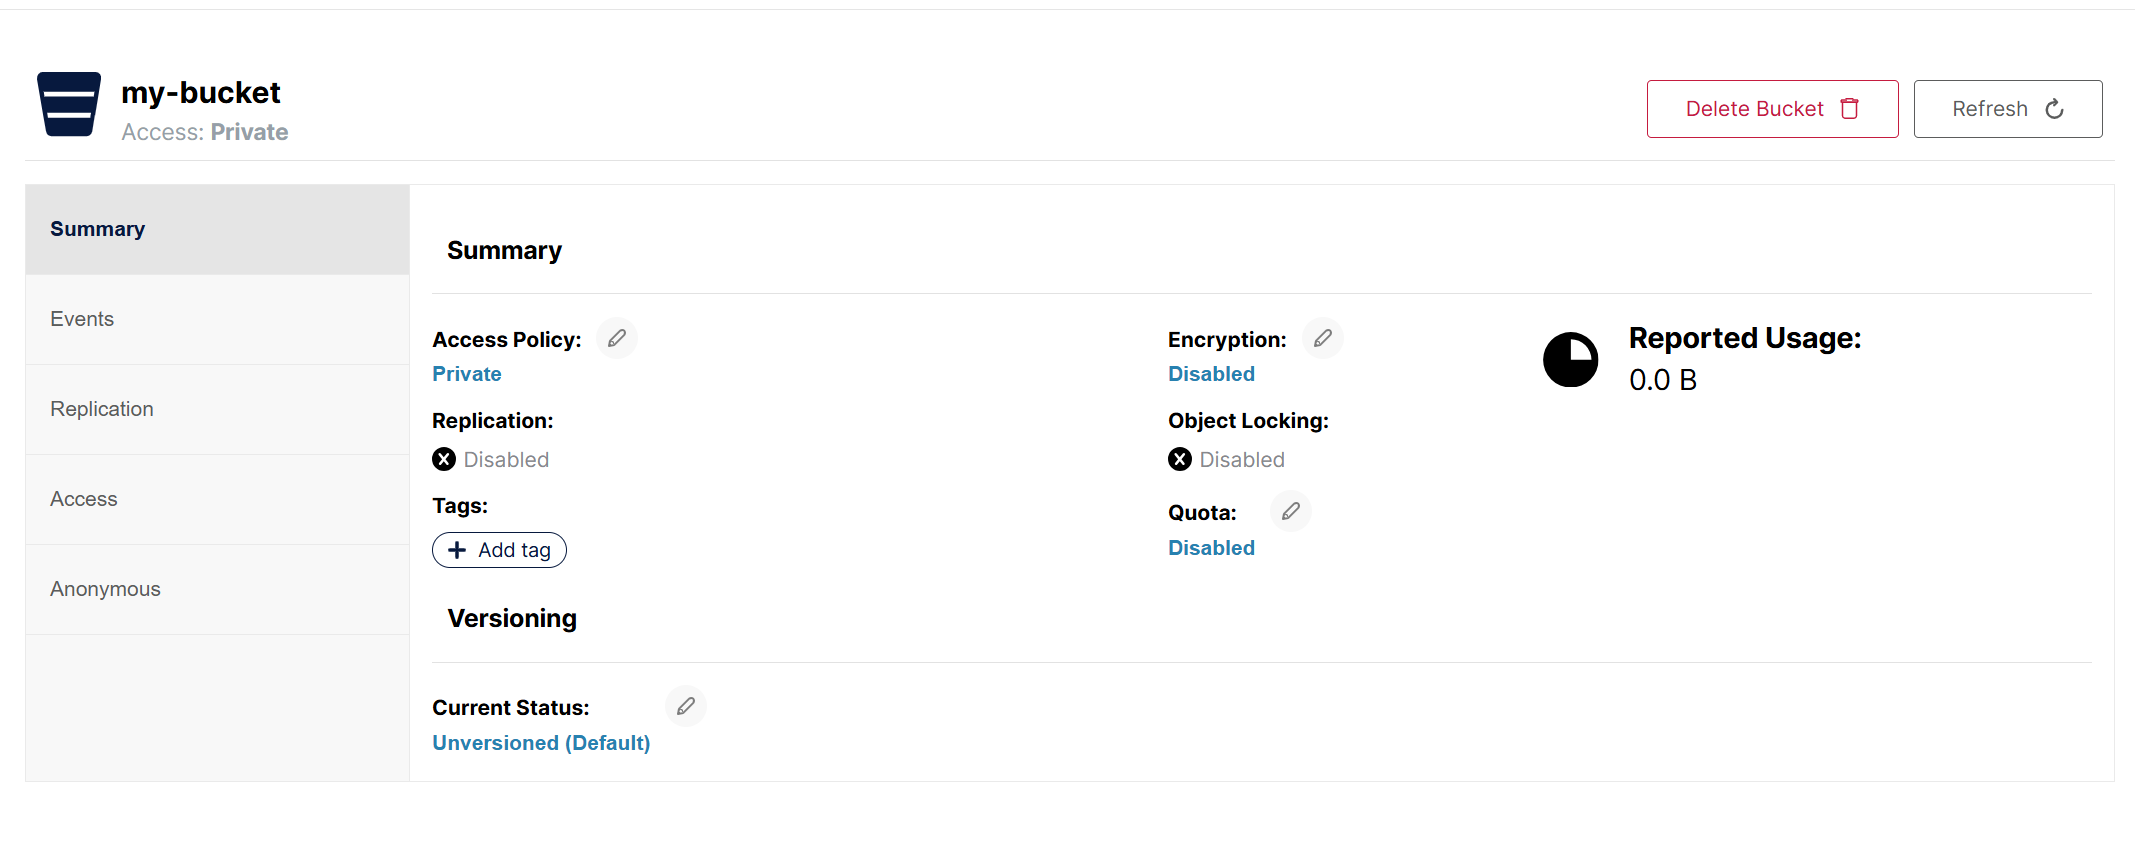 my-bucket
Access: Private
Delete Bucket
Refresh
Summary
Events
Replication
Access
Anonymous
Summary
Access Policy:
Private
Replication:
Disabled
Tags:
Add tag
Encryption:
Disabled
Object Locking:
Disabled
Quota:
Disabled
Reported Usage:
0.0 B
Versioning
Current Status:
Unversioned (Default)